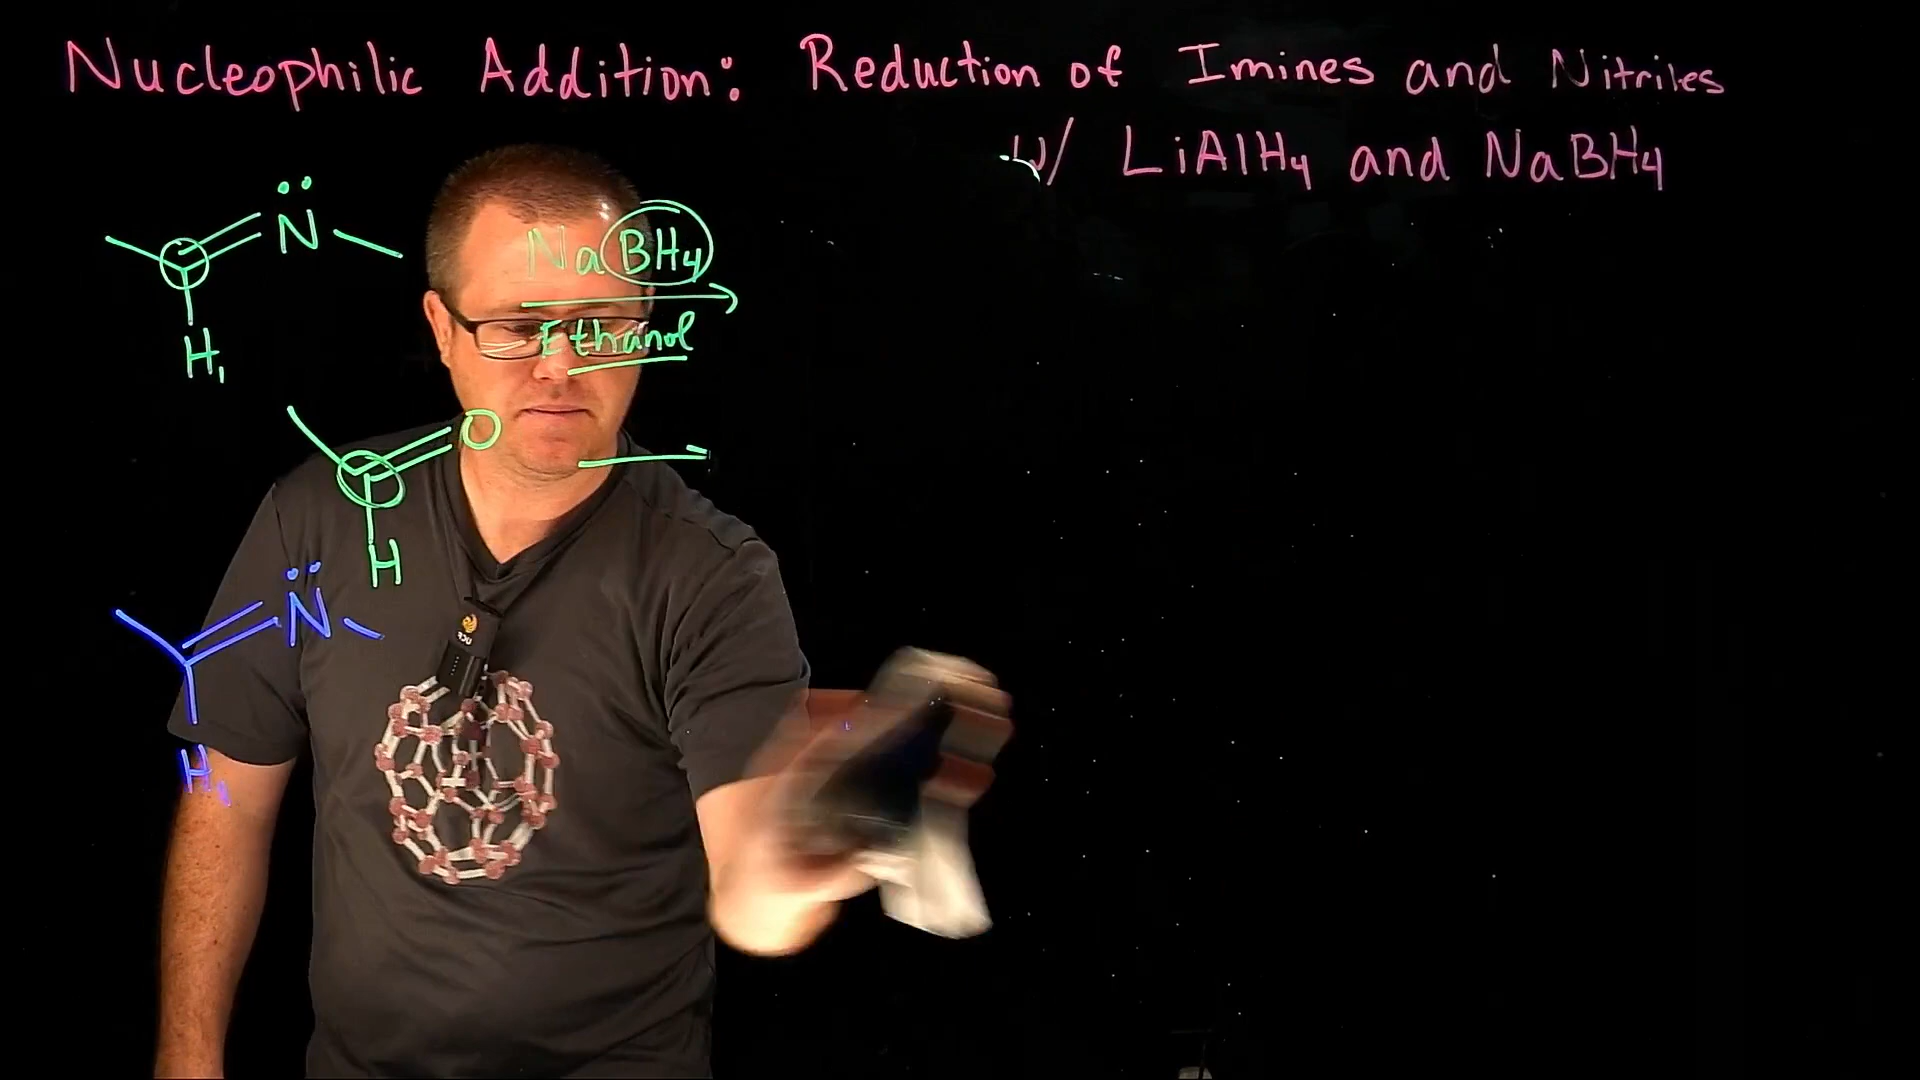 Nucleophilic Addition: Reduction of Imines and Nitriles
w/ LiAlH4 and NaBH4
N
NaBH4
H,
Ethanol
O
H
N
H,